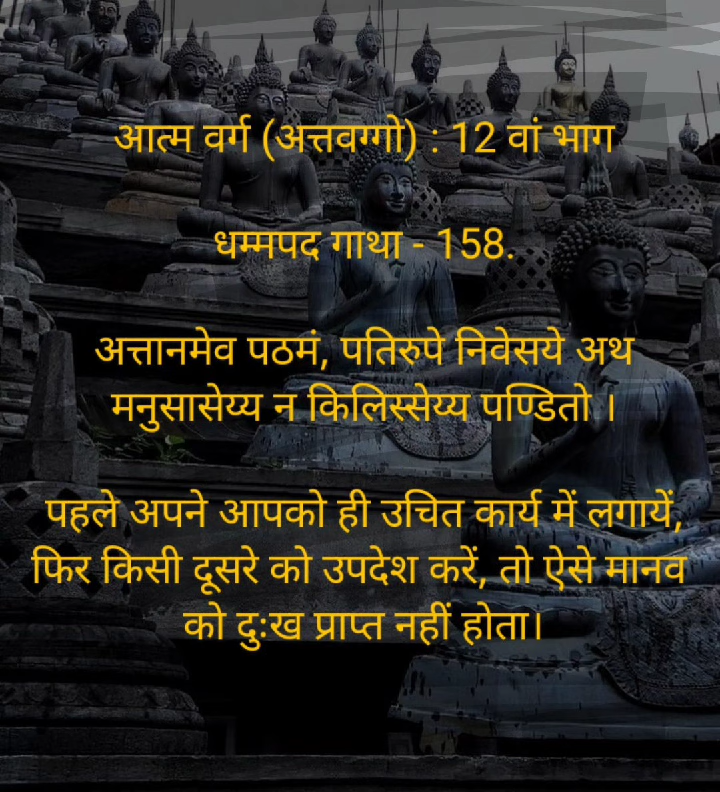 आत्म वर्ग (अत्तवग्गो) : 12 वां भाग
धम्मपद गाथा - 158.
अत्तानमेव पठमं, पतिरुपे निवेसये अथ
मनुसासेय्य न किलिस्सेय्य पण्डितो ।
पहले अपने आपको ही उचित कार्य में लगायें,
फिर किसी दूसरे को उपदेश करें, तो ऐसे मानव
को दुःख प्राप्त नहीं होता।